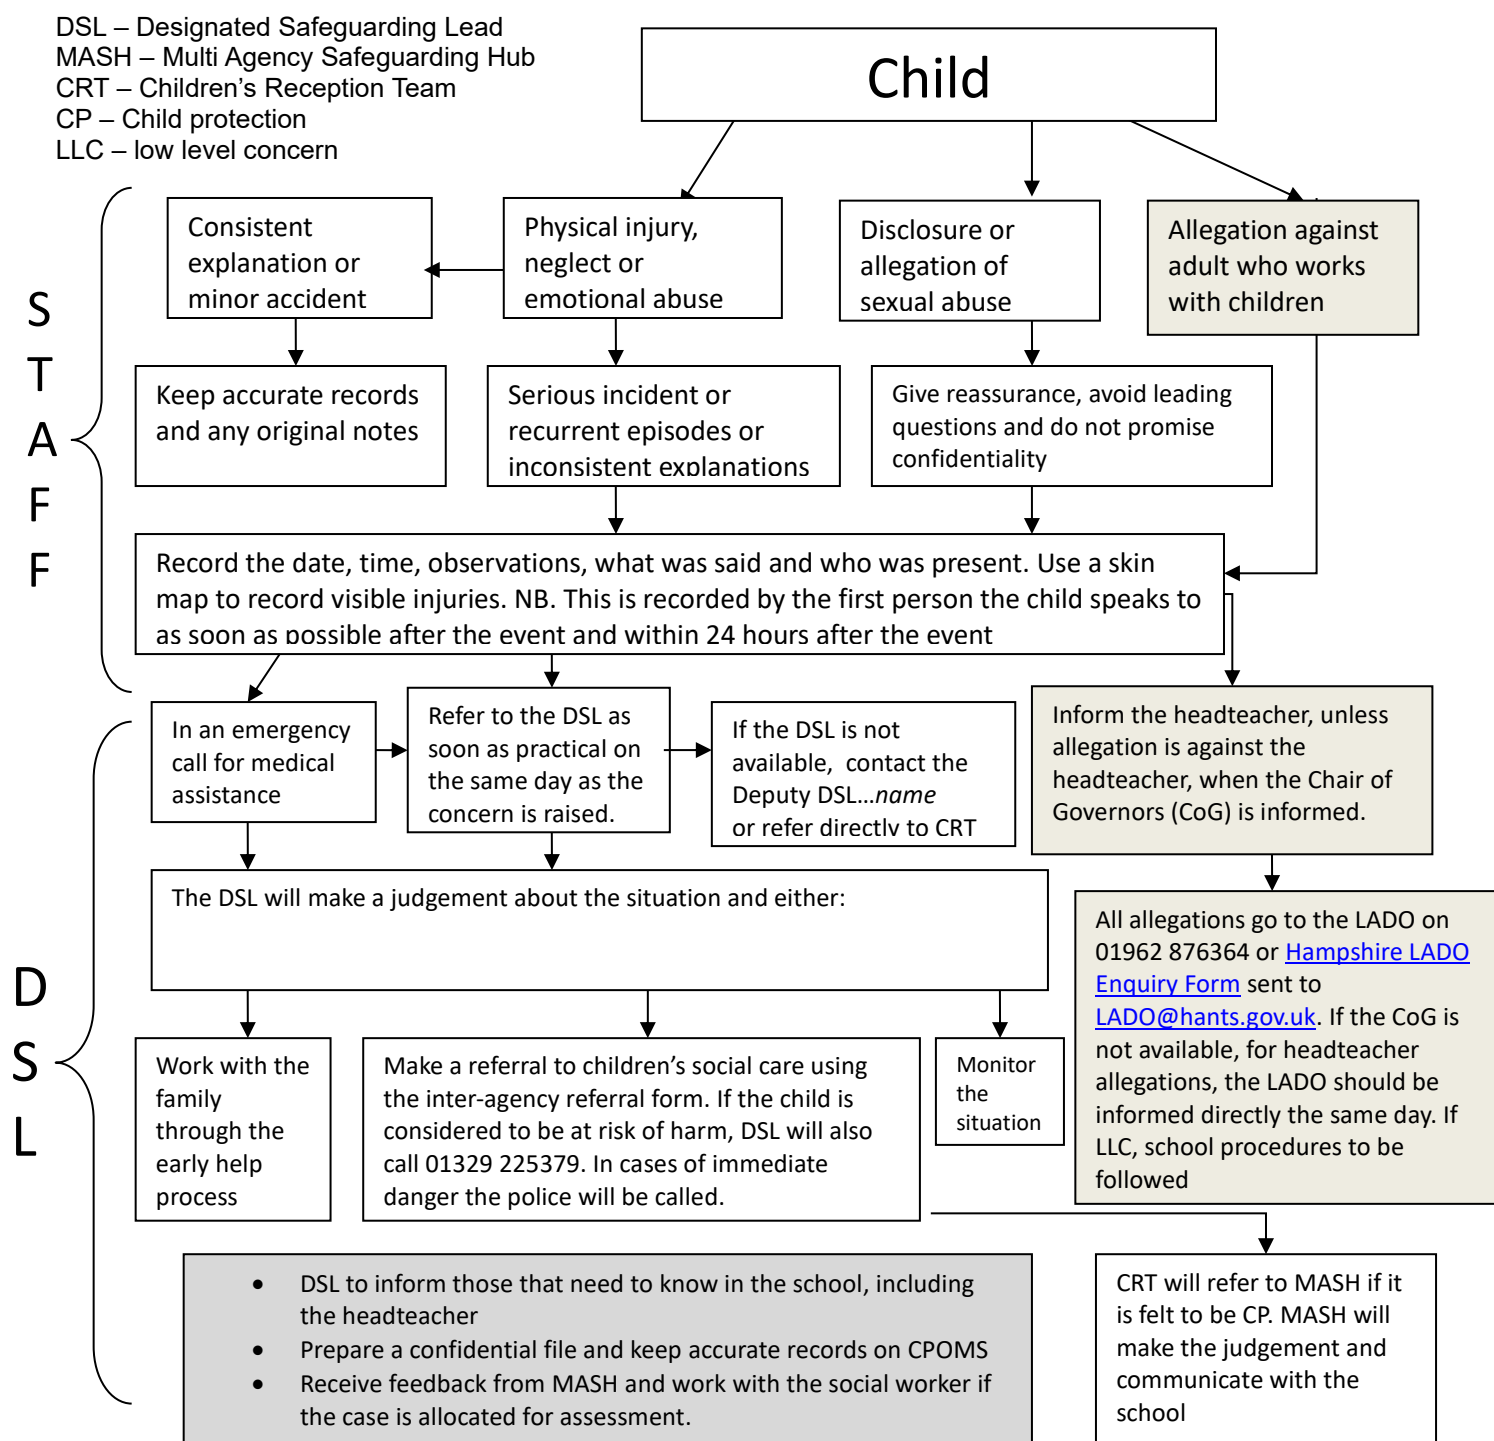 DSL – Designated Safeguarding Lead
MASH – Multi Agency Safeguarding Hub
CRT – Children's Reception Team
CP – Child protection
LLC – low level concern
Child
S
T
A
F
F
Consistent
explanation or
minor accident
Physical injury,
neglect or
emotional abuse
Disclosure or
allegation of
sexual abuse
Allegation against
adult who works
with children
Keep accurate records
and any original notes
Serious incident or
recurrent episodes or
inconsistent explanations
Give reassurance, avoid leading
questions and do not promise
confidentiality
Record the date, time, observations, what was said and who was present. Use a skin
map to record visible injuries. NB. This is recorded by the first person the child speaks to
as soon as possible after the event and within 24 hours after the event
D
S
L
In an emergency
call for medical
assistance
Refer to the DSL as
soon as practical on
the same day as the
concern is raised.
If the DSL is not
available,  contact the
Deputy DSL...name
or refer directly to CRT
Inform the headteacher, unless
allegation is against the
headteacher, when the Chair of
Governors (CoG) is informed.
The DSL will make a judgement about the situation and either:
All allegations go to the LADO on
01962 876364 or Hampshire LADO
Enquiry Form sent to
LADO@hants.gov.uk. If the CoG is
not available, for headteacher
allegations, the LADO should be
informed directly the same day. If
LLC, school procedures to be
followed
Work with the
family
through the
early help
process
Make a referral to children's social care using
the inter-agency referral form. If the child is
considered to be at risk of harm, DSL will also
call 01329 225379. In cases of immediate
danger the police will be called.
Monitor
the
situation
• DSL to inform those that need to know in the school, including
the headteacher
• Prepare a confidential file and keep accurate records on CPOMS
• Receive feedback from MASH and work with the social worker if
the case is allocated for assessment.
CRT will refer to MASH if it
is felt to be CP. MASH will
make the judgement and
communicate with the
school